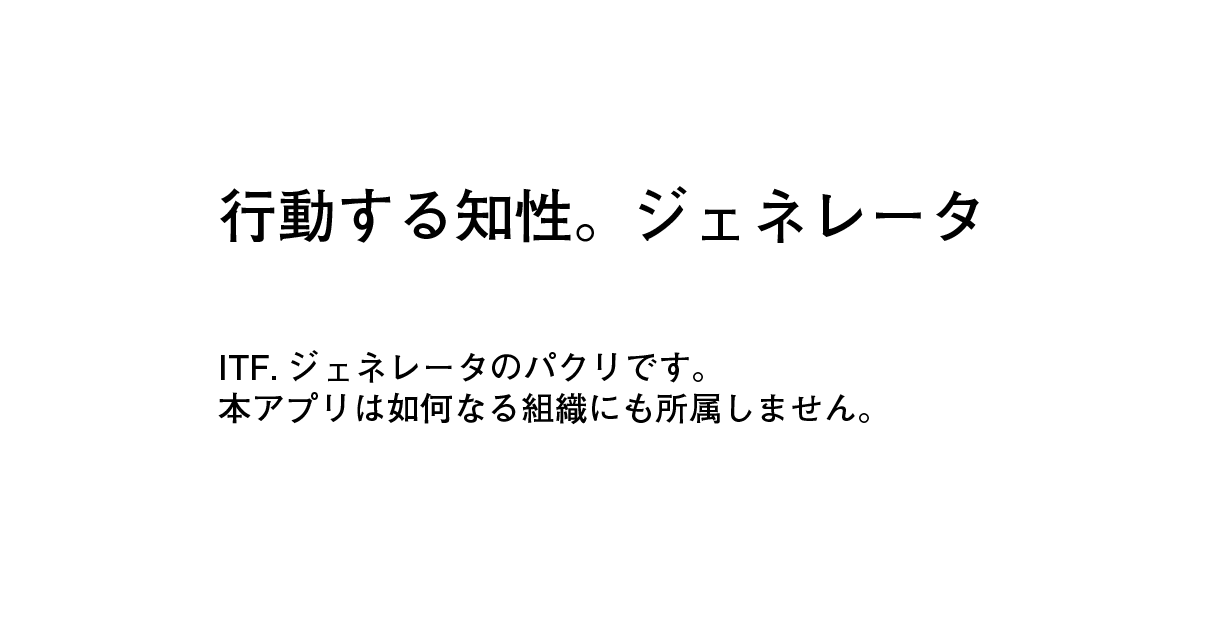 行動する知性。ジェネレータ
ITF. ジェネレータのパクリです。
本アプリは如何なる組織にも所属しません。